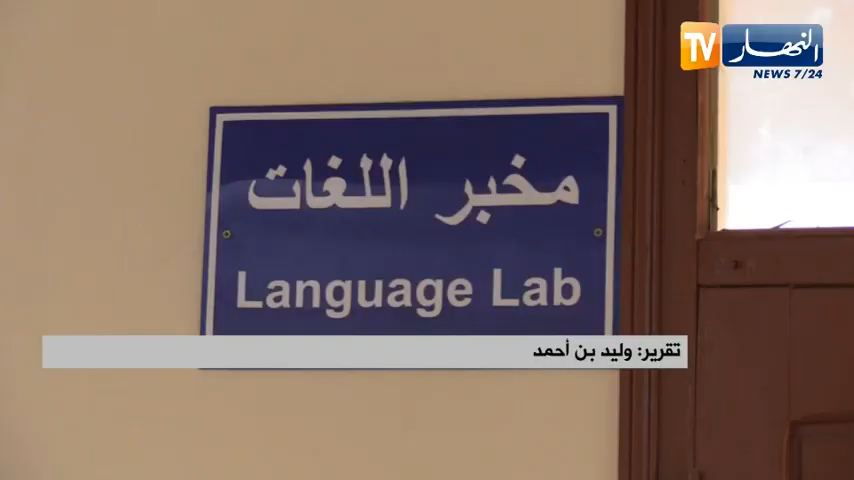 TV النهار
NEWS 7/24
مخبر اللغات
Language Lab
تقرير: وليد بن أحمد